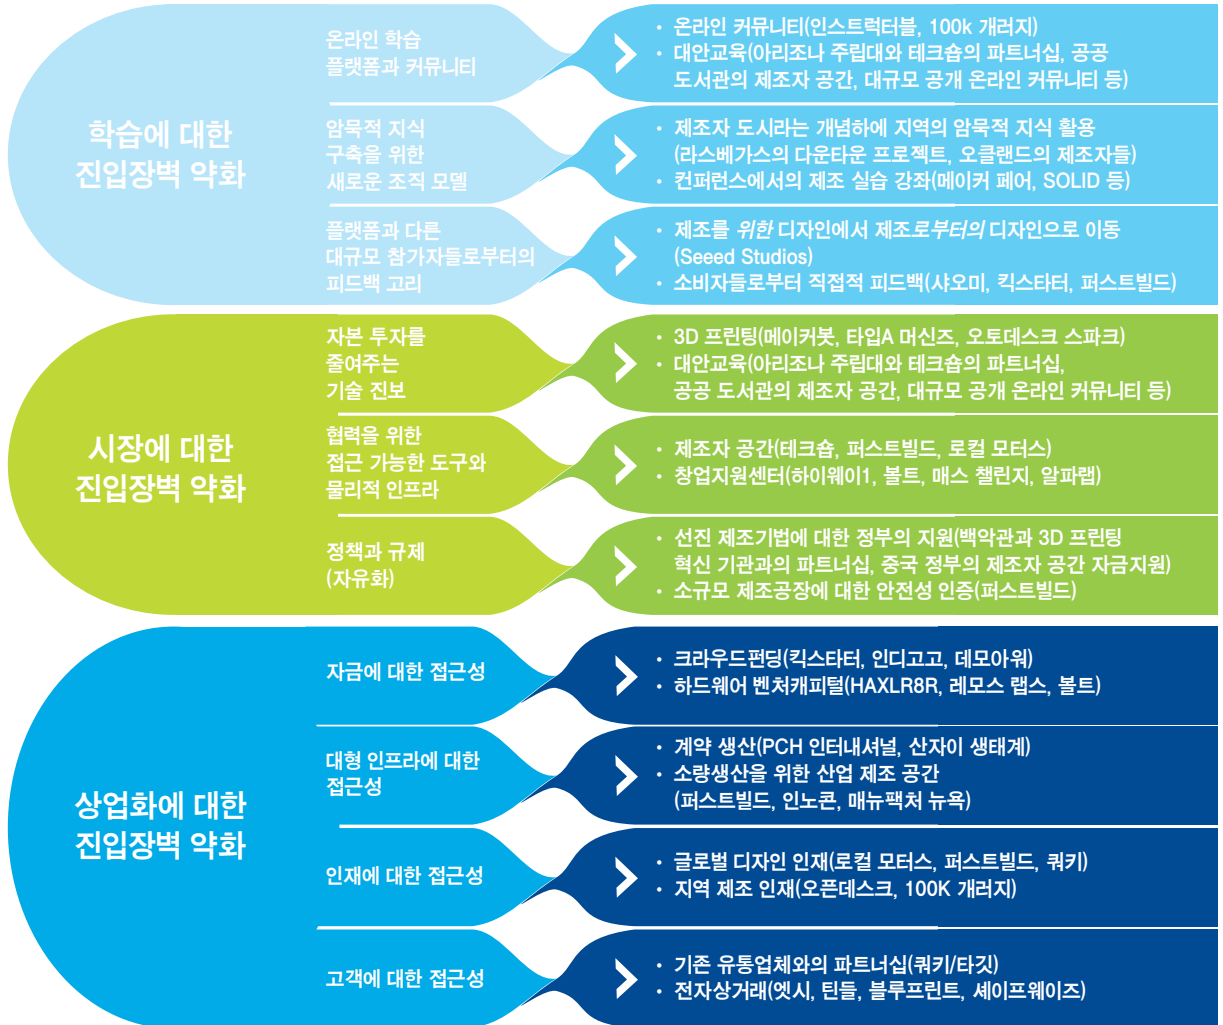 학습에 대한
진입장벽 약화
온라인 학습
플랫폼과 커뮤니티
• 온라인 커뮤니티(인스트럭터블, 100k 개러지)
• 대안교육(아리조나 주립대와 테크숍의 파트너십, 공공
도서관의 제조자 공간, 대규모 공개 온라인 커뮤니티 등)
암묵적 지식
구축을 위한
새로운 조직 모델
• 제조자 도시라는 개념하에 지역의 암묵적 지식 활용
(라스베가스의 다운타운 프로젝트, 오클랜드의 제조자들)
• 컨퍼런스에서의 제조 실습 강좌(메이커 페어, SOLID 등)
플랫폼과 다른
대규모 참가자들로부터의
피드백 고리
• 제조를 위한 디자인에서 제조로부터의 디자인으로 이동
(Seeed Studios)
• 소비자들로부터 직접적 피드백(샤오미, 킥스타터, 퍼스트빌드)
시장에 대한
진입장벽 약화
자본 투자를
줄여주는
기술 진보
• 3D 프린팅(메이커봇, 타입A 머신즈, 오토데스크 스파크)
• 대안교육(아리조나 주립대와 테크숍의 파트너십,
공공 도서관의 제조자 공간, 대규모 공개 온라인 커뮤니티 등)
협력을 위한
접근 가능한 도구와
물리적 인프라
• 제조자 공간(테크숍, 퍼스트빌드, 로컬 모터스)
• 창업지원센터(하이웨이1, 볼트, 매스 챌린지, 알파랩)
정책과 규제
(자유화)
• 선진 제조기법에 대한 정부의 지원(백악관과 3D 프린팅
혁신 기관과의 파트너십, 중국 정부의 제조자 공간 자금지원)
• 소규모 제조공장에 대한 안전성 인증(퍼스트빌드)
상업화에 대한
진입장벽 약화
자금에 대한 접근성
• 크라우드펀딩(킥스타터, 인디고고, 데모아워)
• 하드웨어 벤처캐피털(HAXLR8R, 레모스 랩스, 볼트)
대형 인프라에 대한
접근성
• 계약 생산(PCH 인터내셔널, 산자이 생태계)
• 소량생산을 위한 산업 제조 공간
(퍼스트빌드, 인노콘, 매뉴팩처 뉴욕)
인재에 대한 접근성
• 글로벌 디자인 인재(로컬 모터스, 퍼스트빌드, 쿼키)
• 지역 제조 인재(오픈데스크, 100K 개러지)
고객에 대한 접근성
• 기존 유통업체와의 파트너십(쿼키/타깃)
• 전자상거래(엣시, 틴들, 블루프린트, 셰이프웨이즈)